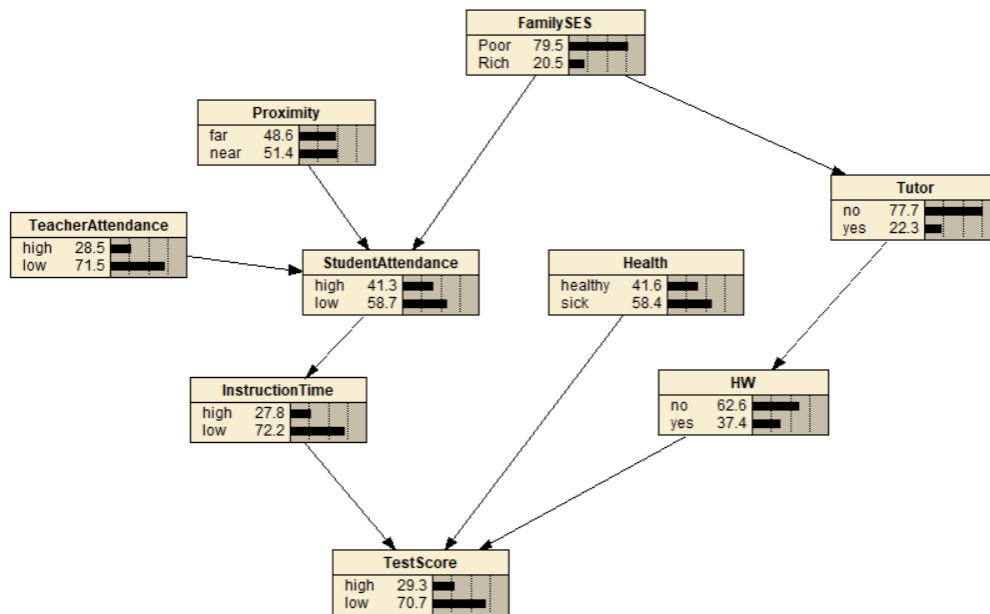 FamilySES
Poor 79.5
Rich 20.5
Proximity
far 48.6
near 51.4
Tutor
no 77.7
yes 22.3
TeacherAttendance
high 28.5
low 71.5
StudentAttendance
high 41.3
low 58.7
Health
healthy 41.6
sick 58.4
InstructionTime
high 27.8
low 72.2
HW
no 62.6
yes 37.4
TestScore
high 29.3
low 70.7